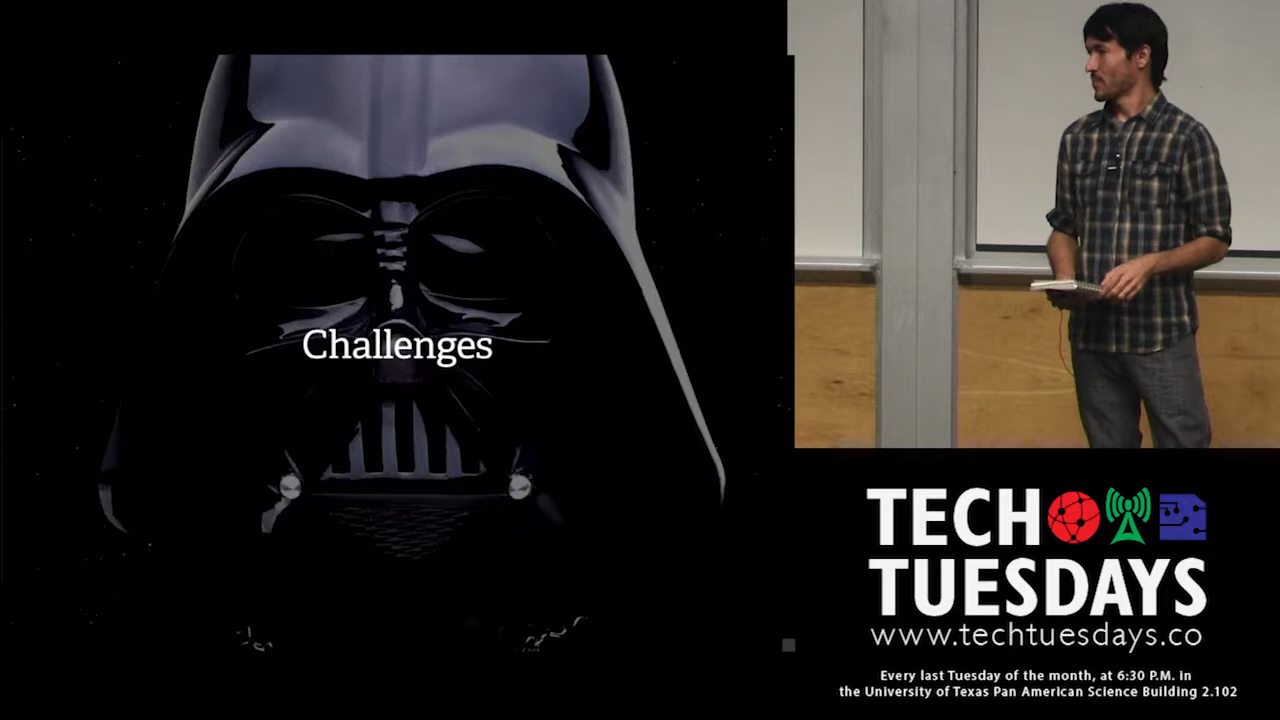 Challenges
TECH
TUESDAYS
www.techtuesdays.co
Every last Tuesday of the month, at 6:30 P.M. in
the University of Texas Pan American Science Building 2.102